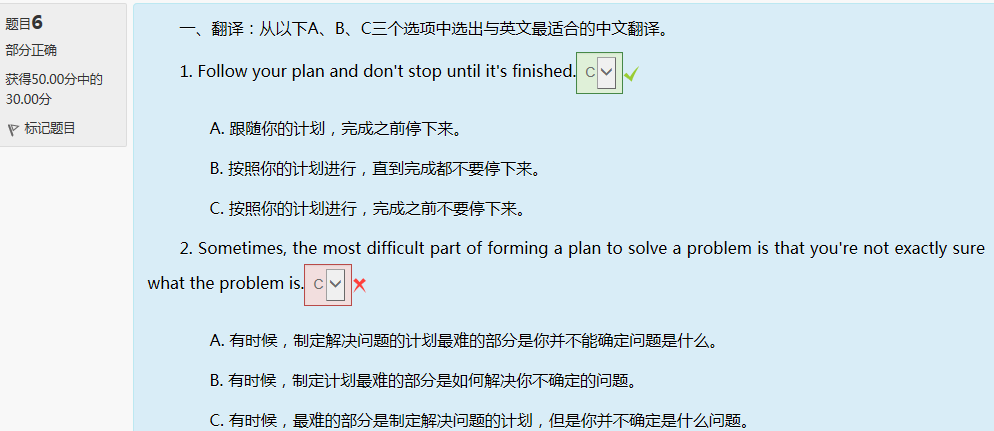 题目6
部分正确
获得50.00分中的
30.00分
标记题目
一、翻译：从以下A、B、C三个选项中选出与英文最适合的中文翻译。
1. Follow your plan and don't stop until it's finished. C
A. 跟随你的计划，完成之前停下来。
B. 按照你的计划进行，直到完成都不要停下来。
C. 按照你的计划进行，完成之前不要停下来。
2. Sometimes, the most difficult part of forming a plan to solve a problem is that you're not exactly sure
what the problem is. C
A. 有时候，制定解决问题的计划最难的部分是你并不能确定问题是什么。
B. 有时候，制定计划最难的部分是如何解决你不确定的问题。
C. 有时候，最难的部分是制定解决问题的计划，但是你并不确定是什么问题。